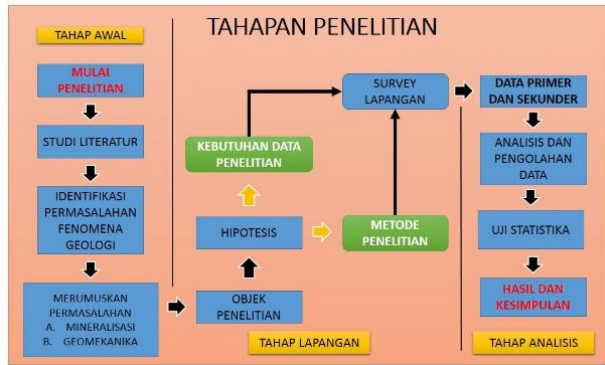 TAHAPAN PENELITIAN
TAHAP AWAL
MULAI
PENELITIAN
STUDI LITERATUR
IDENTIFIKASI
PERMASALAHAN
FENOMENA
GEOLOGI
MERUMUSKAN
PERMASALAHAN
A. MINERALISASI
B. GEOMEKANIKA
OBJEK
PENELITIAN
HIPOTESIS
KEBUTUHAN DATA
PENELITIAN
METODE
PENELITIAN
SURVEY
LAPANGAN
TAHAP LAPANGAN
DATA PRIMER
DAN SEKUNDER
ANALISIS DAN
PENGOLAHAN
DATA
UJI STATISTIKA
HASIL DAN
KESIMPULAN
TAHAP ANALISIS